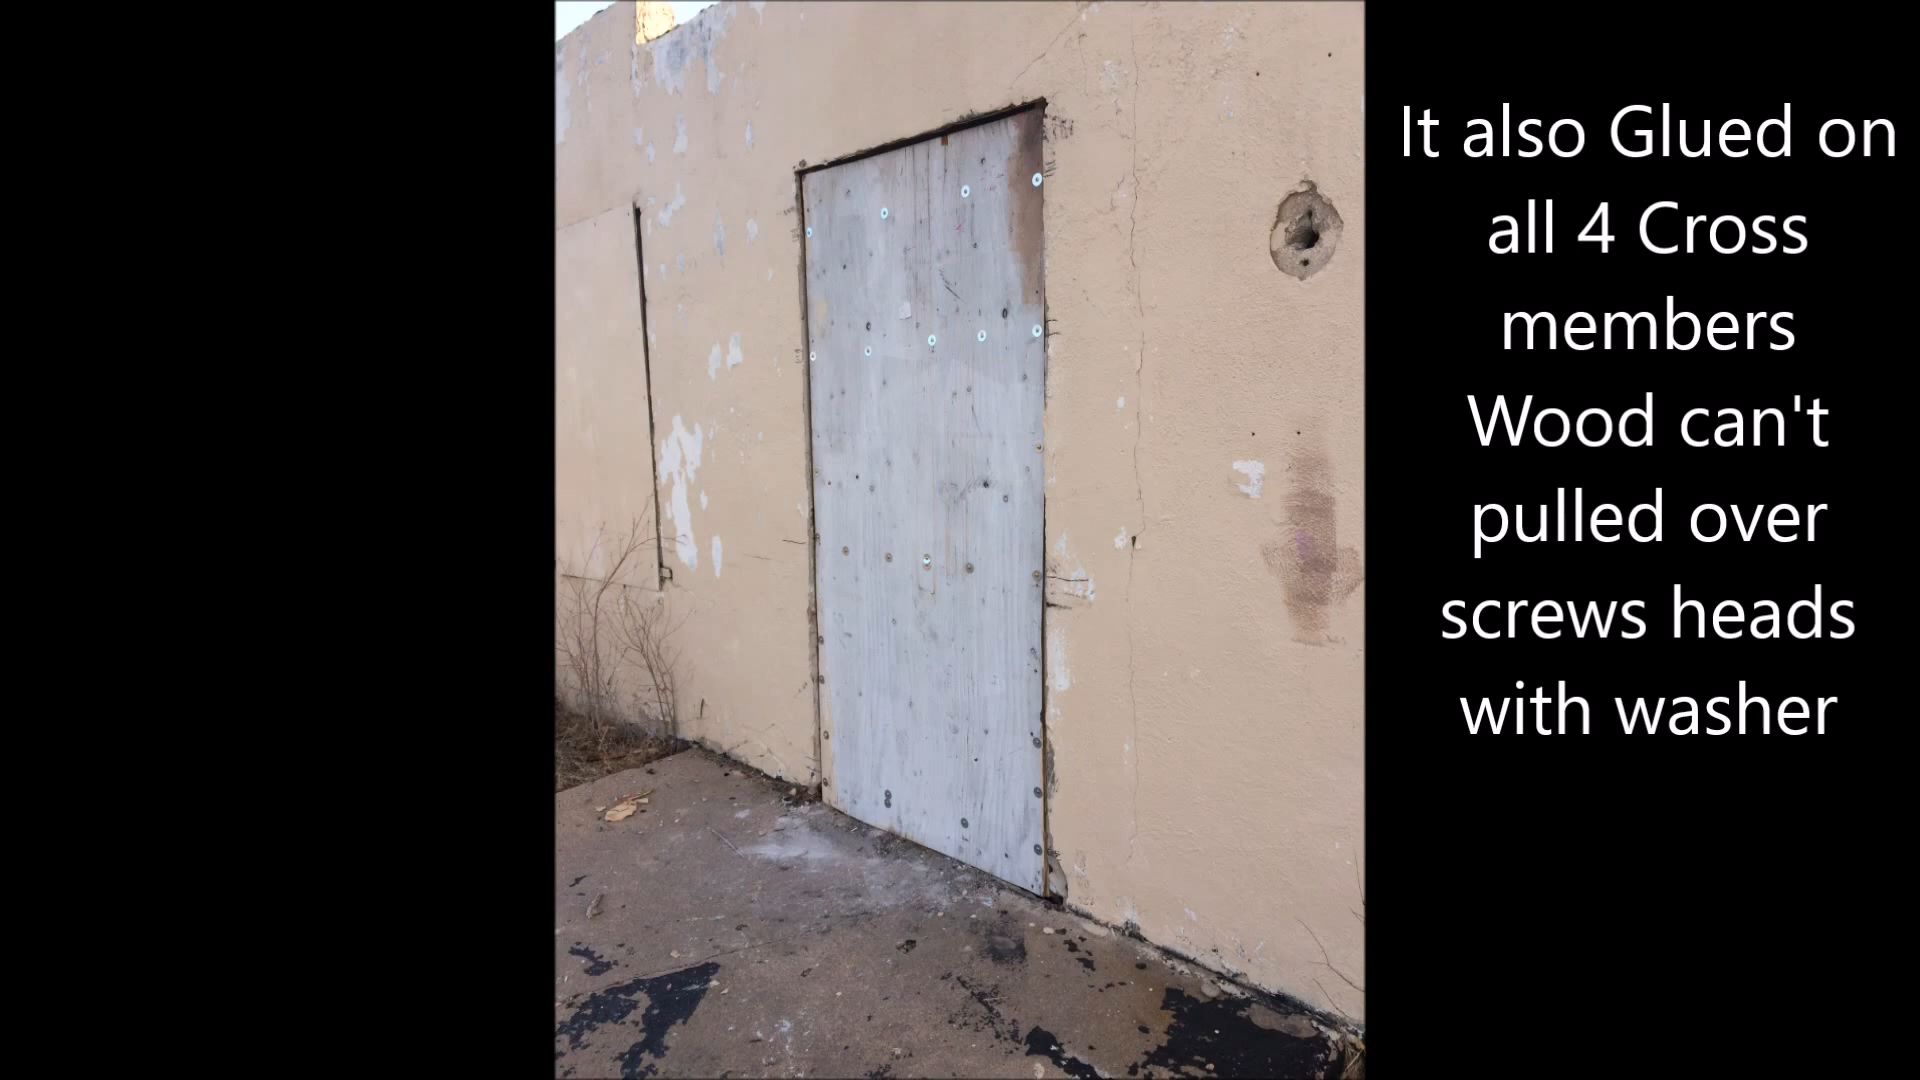 It also Glued on
all 4 Cross
members
Wood can't
pulled over
screws heads
with washer